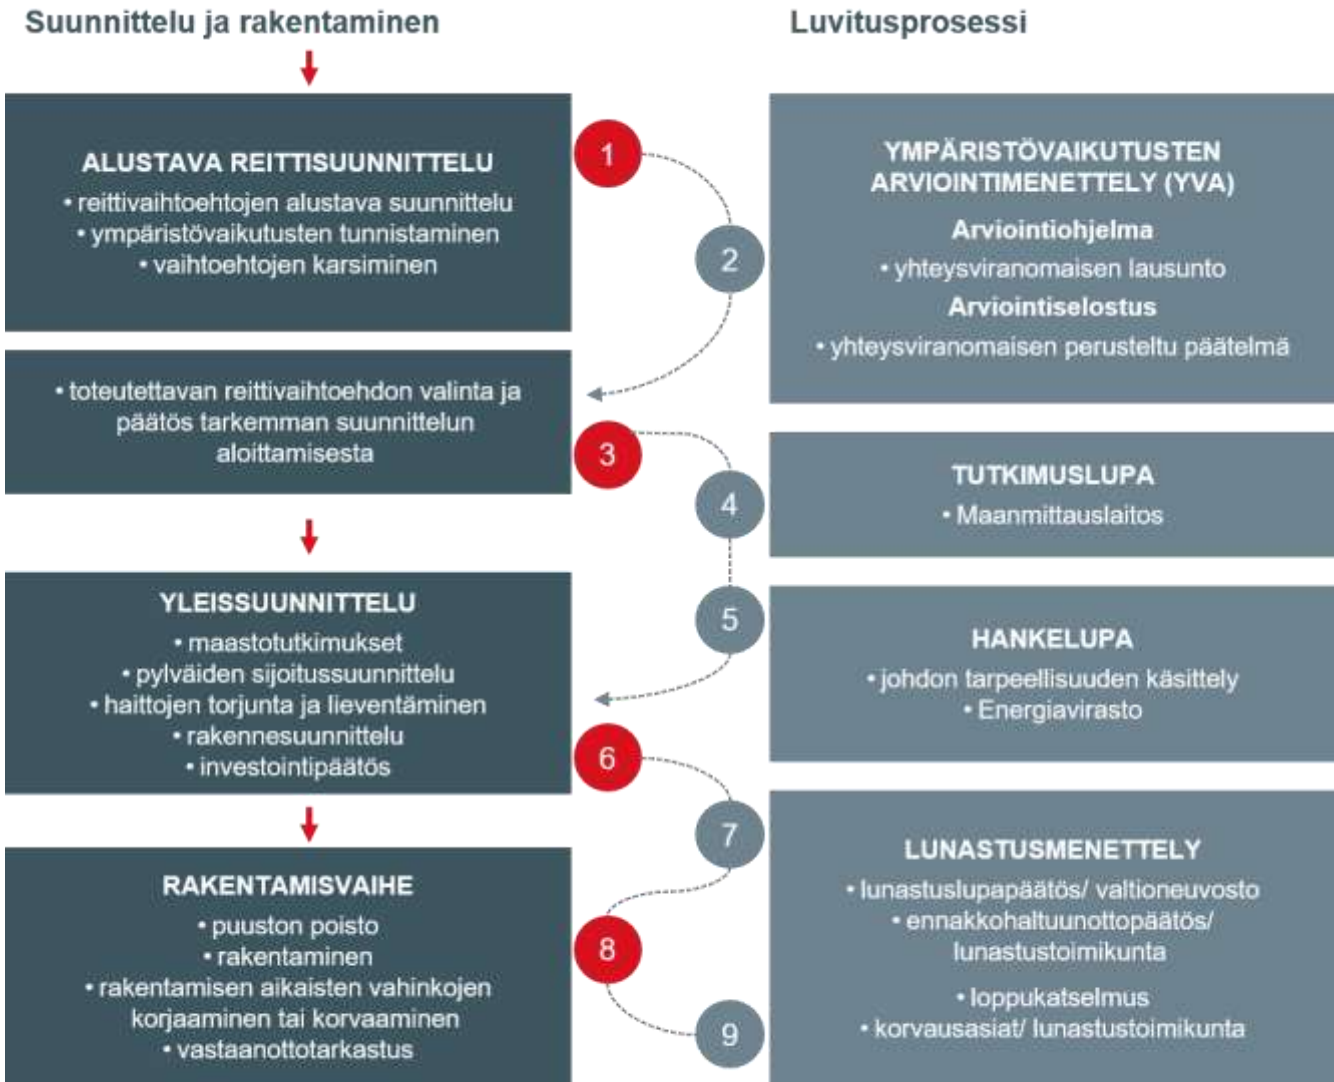 Suunnittelu ja rakentaminen
Luvitusprosessi
ALUSTAVA REITTISUUNNITTELU
• reittivaihtoehtojen alustava suunnittelu
• ympäristövaikutusten tunnistaminen
• vaihtoehtojen karsiminen
1
2
YMPÄRISTÖVAIKUTUSTEN
ARVIOINTIMENETTELY (YVA)
Arviointiohjelma
• yhteysviranomaisen lausunto
Arviointiselostus
• yhteysviranomaisen perusteltu päätelmä
• toteutettavan reittivaihtoehdon valinta ja
päätös tarkemman suunnittelun
aloittamisesta
3
4
TUTKIMUSLUPA
• Maanmittauslaitos
YLEISSUUNNITTELU
• maastotutkimukset
• pylväiden sijoitussuunnittelu
• haittojen torjunta ja lieventäminen
• rakennesuunnittelu
• investointipäätös
5
HANKELUPA
• johdon tarpeellisuuden käsittely
• Energiavirasto
6
7
LUNASTUSMENETTELY
• lunastuslupapäätös/ valtioneuvosto
• ennakkohaltuunottopäätös/
lunastustoimikunta
• loppukatselmus
• korvausasiat/ lunastustoimikunta
RAKENTAMISVAIHE
• puuston poisto
• rakentaminen
• rakentamisen aikaisten vahinkojen
korjaaminen tai korvaaminen
• vastaanottotarkastus
8
9